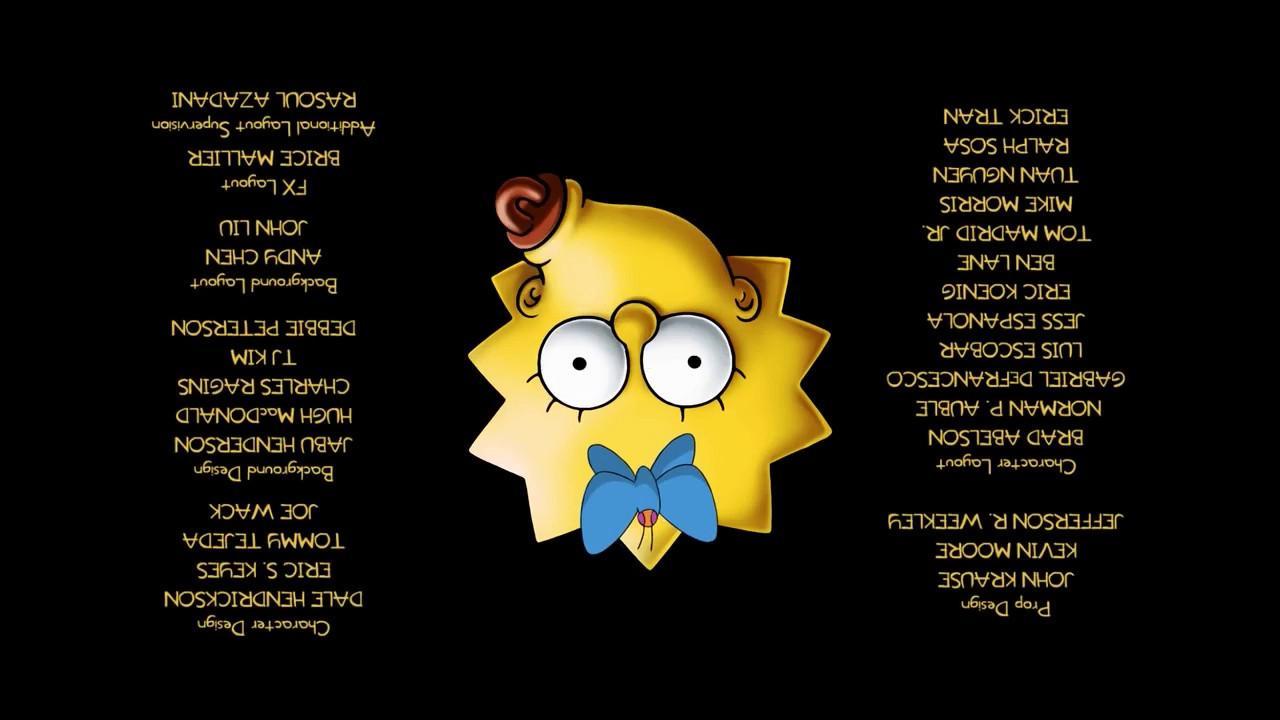 Prop Design
JOHN KRAUSE
KEVIN MOORE
JEFFERSON R. WEEKLEY
Character Layout
BRAD ABELSON
NORMAN P. AUBLE
GABRIEL DEFRANCESCO
LUIS ESCOBAR
JESS ESPANOLA
ERIC KOENIG
BEN LANE
TOM MADRID JR.
MIKE MORRIS
TUAN NGUYEN
RALPH SOSA
ERICK TRAN
Character Design
DALE HENDRICKSON
ERIC S. KEYES
TOMMY TEJEDA
JOE WACK
Background Design
JABU HENDERSON
HUGH MacDONALD
CHARLES RAGINS
TJ KIM
DEBBIE PETERSON
Background Layout
ANDY CHEN
JOHN LIU
FX Layout
BRICE MALLIER
Additional Layout Supervision
RASOUL AZADANI